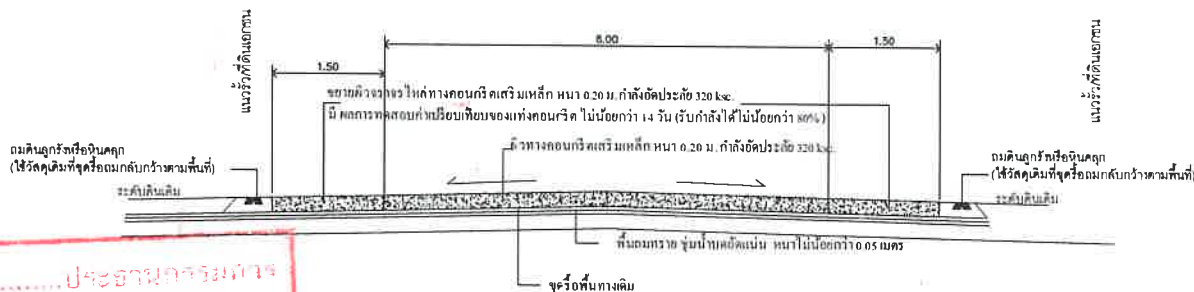 แนวรั้ว/ที่ดินเอกชน
แนวรั้ว/ที่ดินเอกชน
6.00
1.50
1.50
ขยายผิวจราจร ไหล่ทางคอนกรีตเสริมเหล็ก หนา 0.20 ม. กำลังอัดประลัย 320 ksc.
มี ผลการทดสอบค่าเปรียบเทียบของแท่งคอนกรีต ไม่น้อยกว่า 14 วัน (รับกำลังได้ไม่น้อยกว่า 80%)
ผิวทางคอนกรีตเสริมเหล็ก หนา 0.20 ม. กำลังอัดประลัย 320 ksc.
ถมดินลูกรังหรือหินคลุก
(ใช้วัสดุเดิมที่ขุดรื้อถมกลับกว้างตามพื้นที่)
ระดับดินเดิม
ถมดินลูกรังหรือหินคลุก
(ใช้วัสดุเดิมที่ขุดรื้อถมกลับกว้างตามพื้นที่)
ระดับดินเดิม
พื้นถมทราย ชุ่มน้ำบดอัดแน่น หนาไม่น้อยกว่า 0.05 เมตร
ขุดรื้อพื้นทางเดิม
ประธานกรรมการ